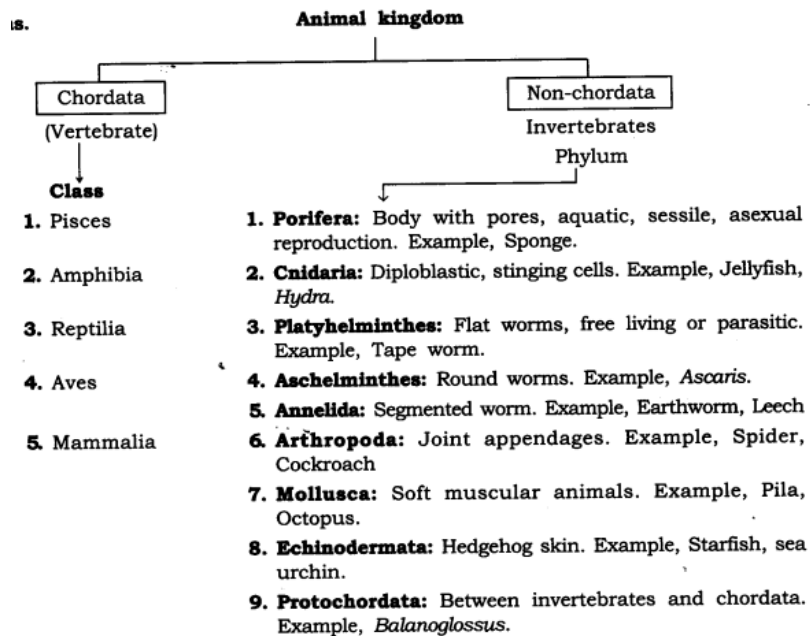 ıs.
Animal kingdom
Chordata
(Vertebrate)
Class
1. Pisces
2. Amphibia
3. Reptilia
4. Aves
5. Mammalia
Non-chordata
Invertebrates
Phylum
1. Porifera: Body with pores, aquatic, sessile, asexual
reproduction. Example, Sponge.
2. Cnidaria: Diploblastic, stinging cells. Example, Jellyfish,
Hydra.
3. Platyhelminthes: Flat worms, free living or parasitic.
Example, Tape worm.
4. Aschelminthes: Round worms. Example, Ascaris.
5. Annelida: Segmented worm. Example, Earthworm, Leech
6. Arthropoda: Joint appendages. Example, Spider,
Cockroach
7. Mollusca: Soft muscular animals. Example, Pila,
Octopus.
8. Echinodermata: Hedgehog skin. Example, Starfish, sea
urchin.
9. Protochordata: Between invertebrates and chordata.
Example, Balanoglossus.